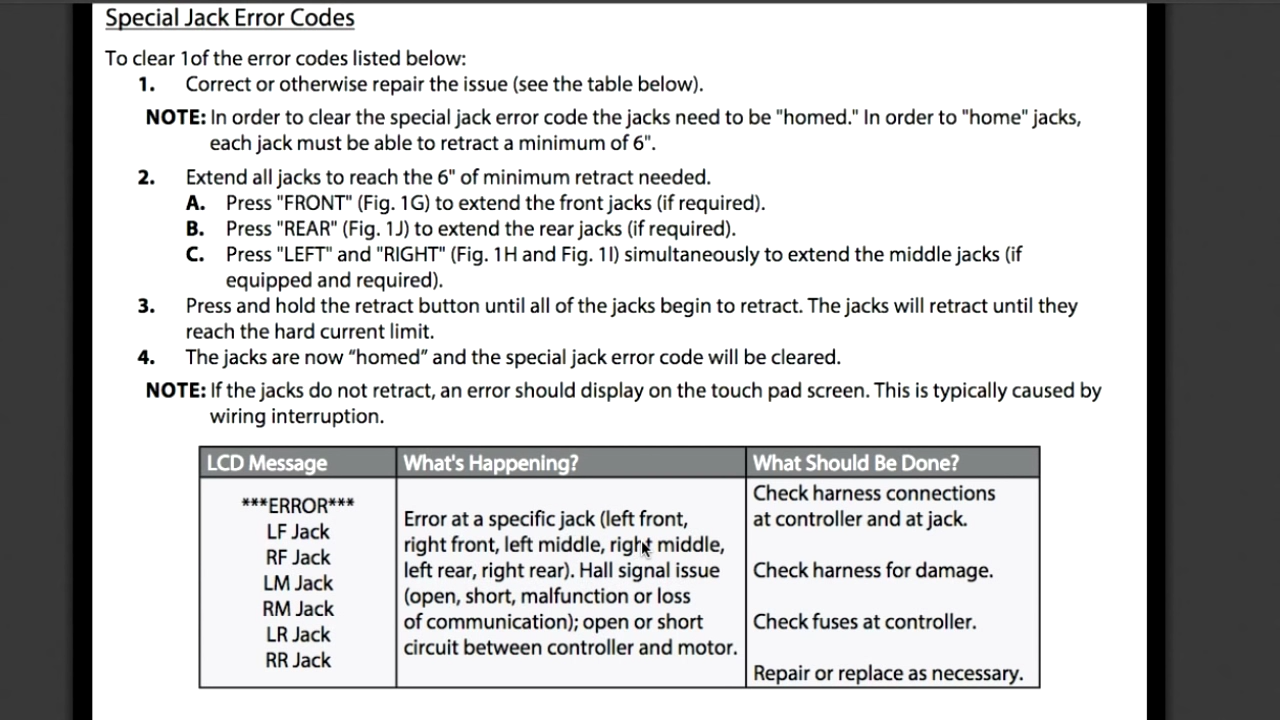 Special Jack Error Codes
To clear 1of the error codes listed below:
1. Correct or otherwise repair the issue (see the table below).
NOTE: In order to clear the special jack error code the jacks need to be "homed." In order to "home" jacks,
each jack must be able to retract a minimum of 6".
2. Extend all jacks to reach the 6" of minimum retract needed.
A. Press "FRONT" (Fig. 1G) to extend the front jacks (if required).
B. Press "REAR" (Fig. 1J) to extend the rear jacks (if required).
C. Press "LEFT" and "RIGHT" (Fig. 1H and Fig. 1I) simultaneously to extend the middle jacks (if
equipped and required).
3. Press and hold the retract button until all of the jacks begin to retract. The jacks will retract until they
reach the hard current limit.
4. The jacks are now “homed” and the special jack error code will be cleared.
NOTE: If the jacks do not retract, an error should display on the touch pad screen. This is typically caused by
wiring interruption.
LCD Message
***ERROR***
LF Jack
RF Jack
LM Jack
RM Jack
LR Jack
RR Jack
What's Happening?
Error at a specific jack (left front,
right front, left middle, right middle,
left rear, right rear). Hall signal issue
(open, short, malfunction or loss
of communication); open or short
circuit between controller and motor.
What Should Be Done?
Check harness connections
at controller and at jack.
Check harness for damage.
Check fuses at controller.
Repair or replace as necessary.